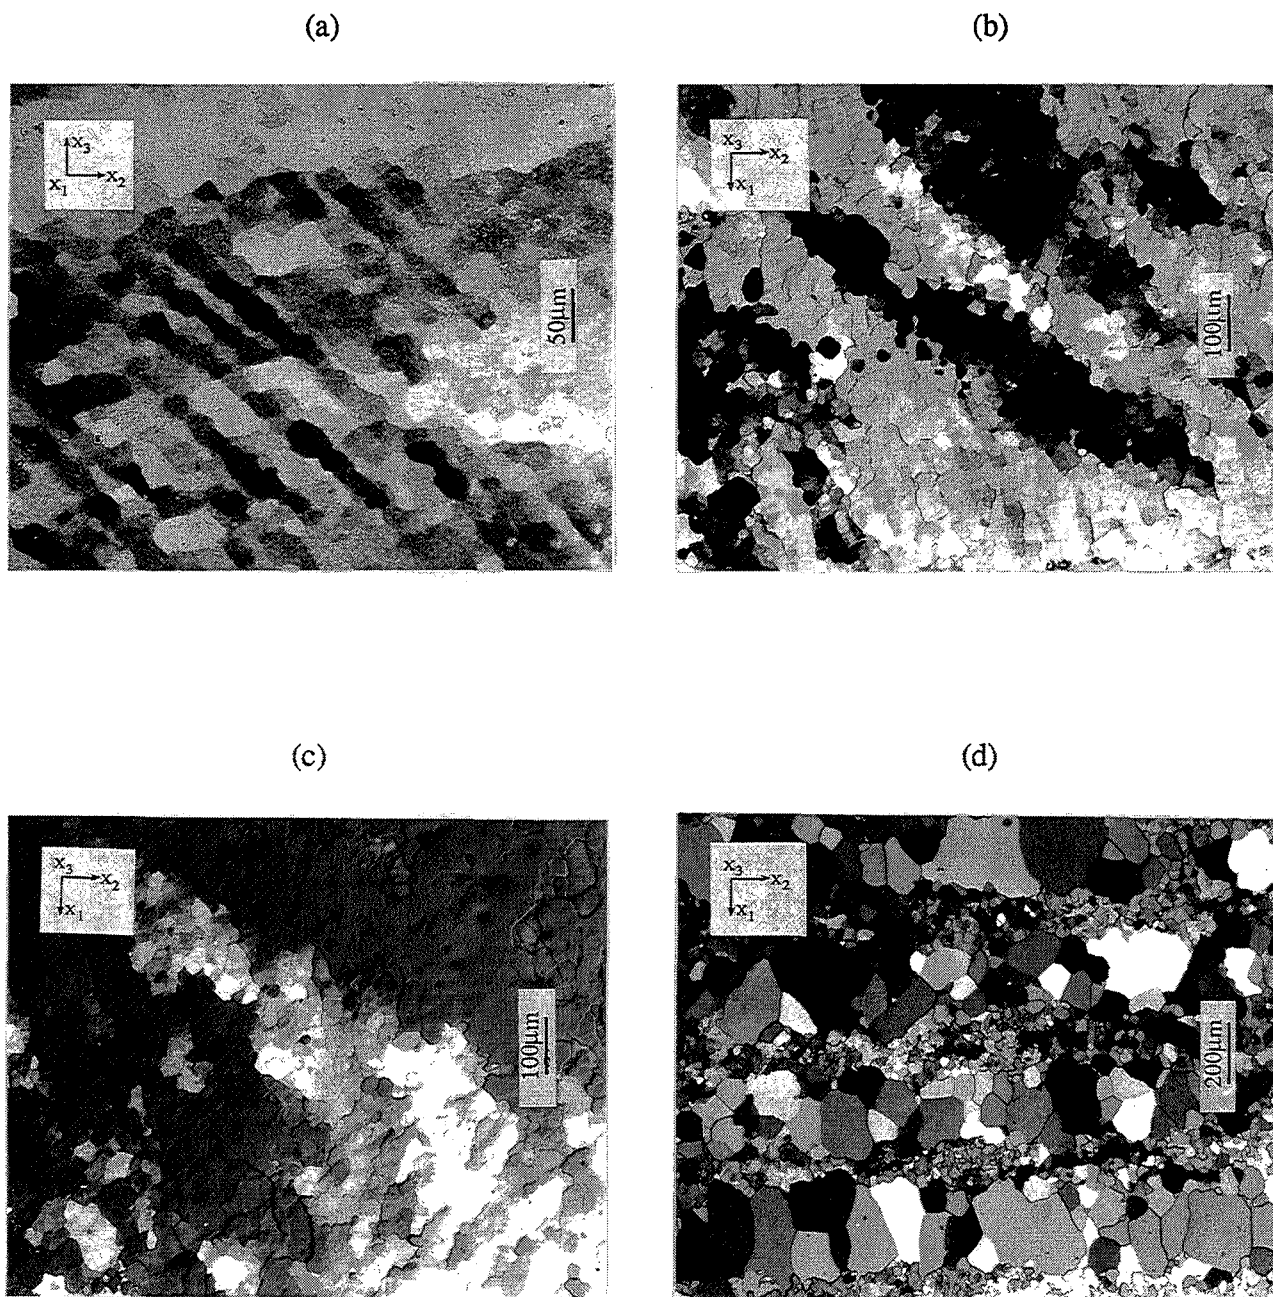 (a)
(b)
x₃
x₁ x₂
50μm
x₃
x₂
x₁
100μm
(c)
(d)
x₃
x₂
x₁
100μm
x₃
x₂
x₁
200μm